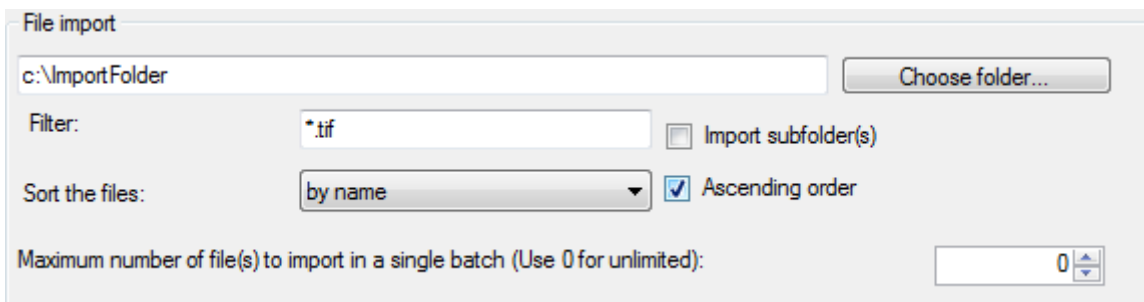 File import
c:\ImportFolder Choose folder...
Filter: *.tif Import subfolder(s)
Sort the files: by name Ascending order
Maximum number of file(s) to import in a single batch (Use 0 for unlimited): 0